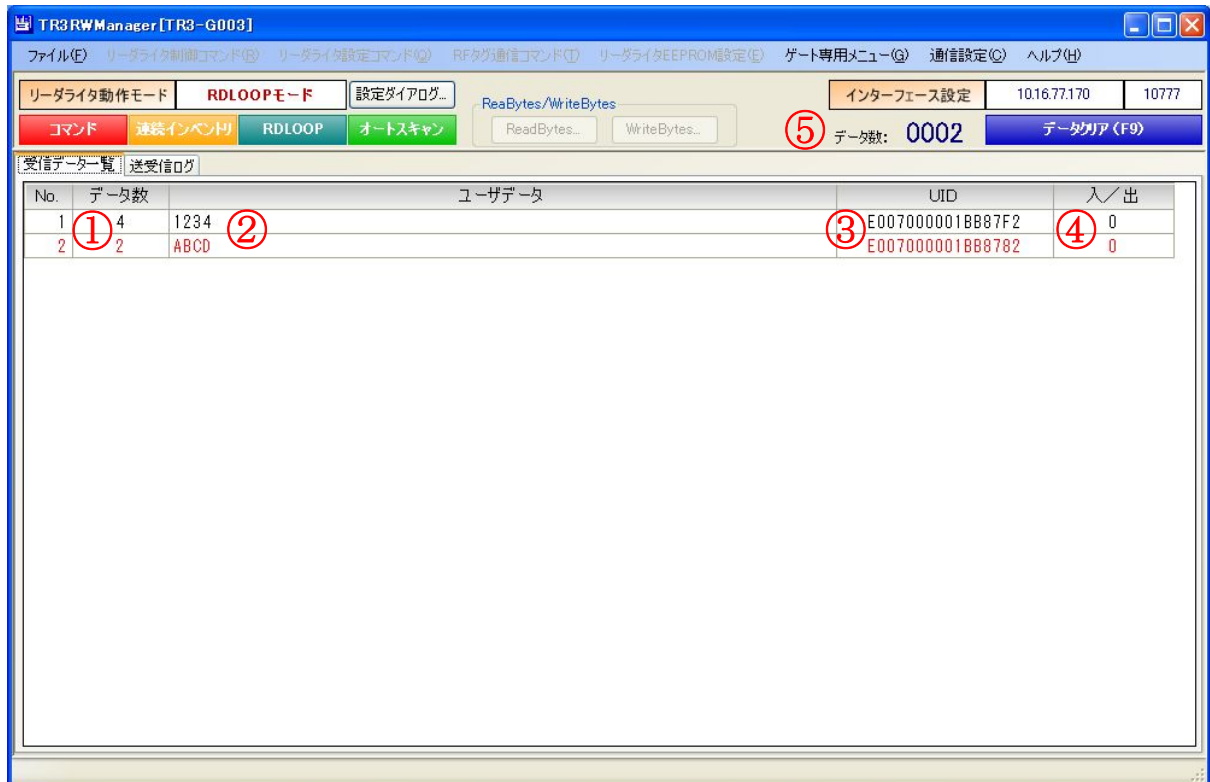 TR3RWManager[TR3-G003]
ファイル(F) リーダライタ制御コマンド(R) リーダライタ設定コマンド(Q) RFタグ通信コマンド(T) リーダライタEEPROM設定(E) ゲート専用メニュー(G) 通信設定(C) ヘルプ(H)
リーダライタ動作モード RDLOOPモード 設定ダイアログ... ReaBytes/WriteBytes インターフェース設定 10.16.77.170 10777
コマンド 連続インベントリ RDLOOP オートスキャン ReadBytes... WriteBytes... ⑤ データ数: 0002 データクリア(F9)
受信データ一覧 送受信ログ
No. データ数 ユーザデータ UID 入/出
1 ① 4 1234 ② ③ E007000001BB87F2 ④ 0
2 2 ABCD E007000001BB8782 0